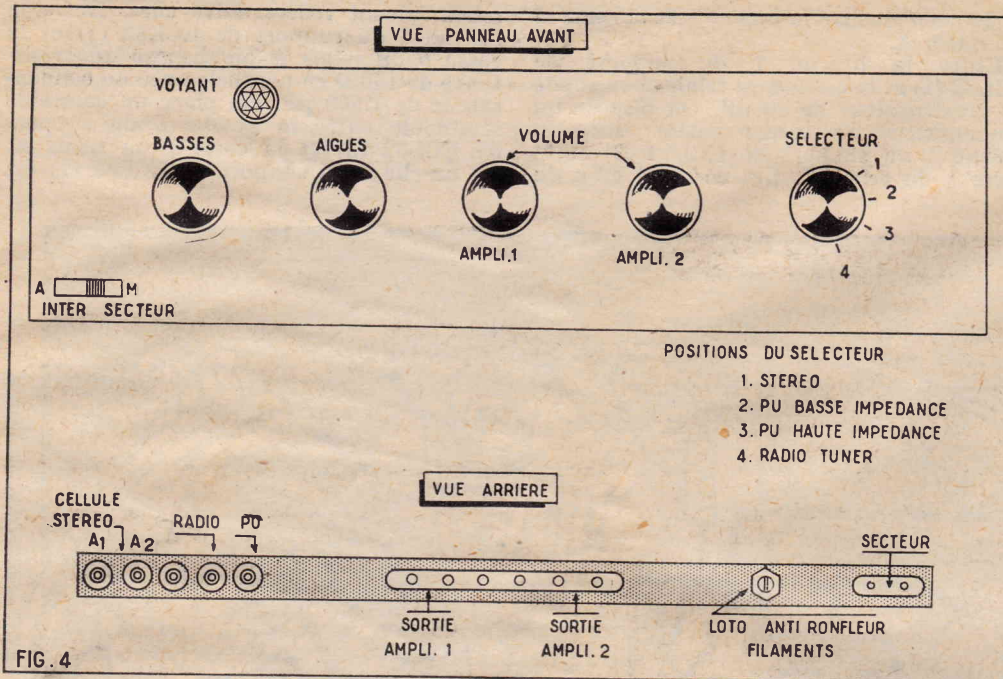 VUE PANNEAU AVANT
VOYANT
BASSES
AIGUES
VOLUME
SELECTEUR
1
2
3
4
AMPLI.1
AMPLI. 2
A M
INTER SECTEUR
POSITIONS DU SELECTEUR
1. STEREO
2. PU BASSE IMPEDANCE
3. PU HAUTE IMPEDANCE
4. RADIO TUNER
VUE ARRIERE
CELLULE
STEREO
A1 A2
RADIO
PU
SECTEUR
SORTIE
AMPLI. 1
SORTIE
AMPLI. 2
LOTO ANTI RONFLEUR
FILAMENTS
FIG. 4